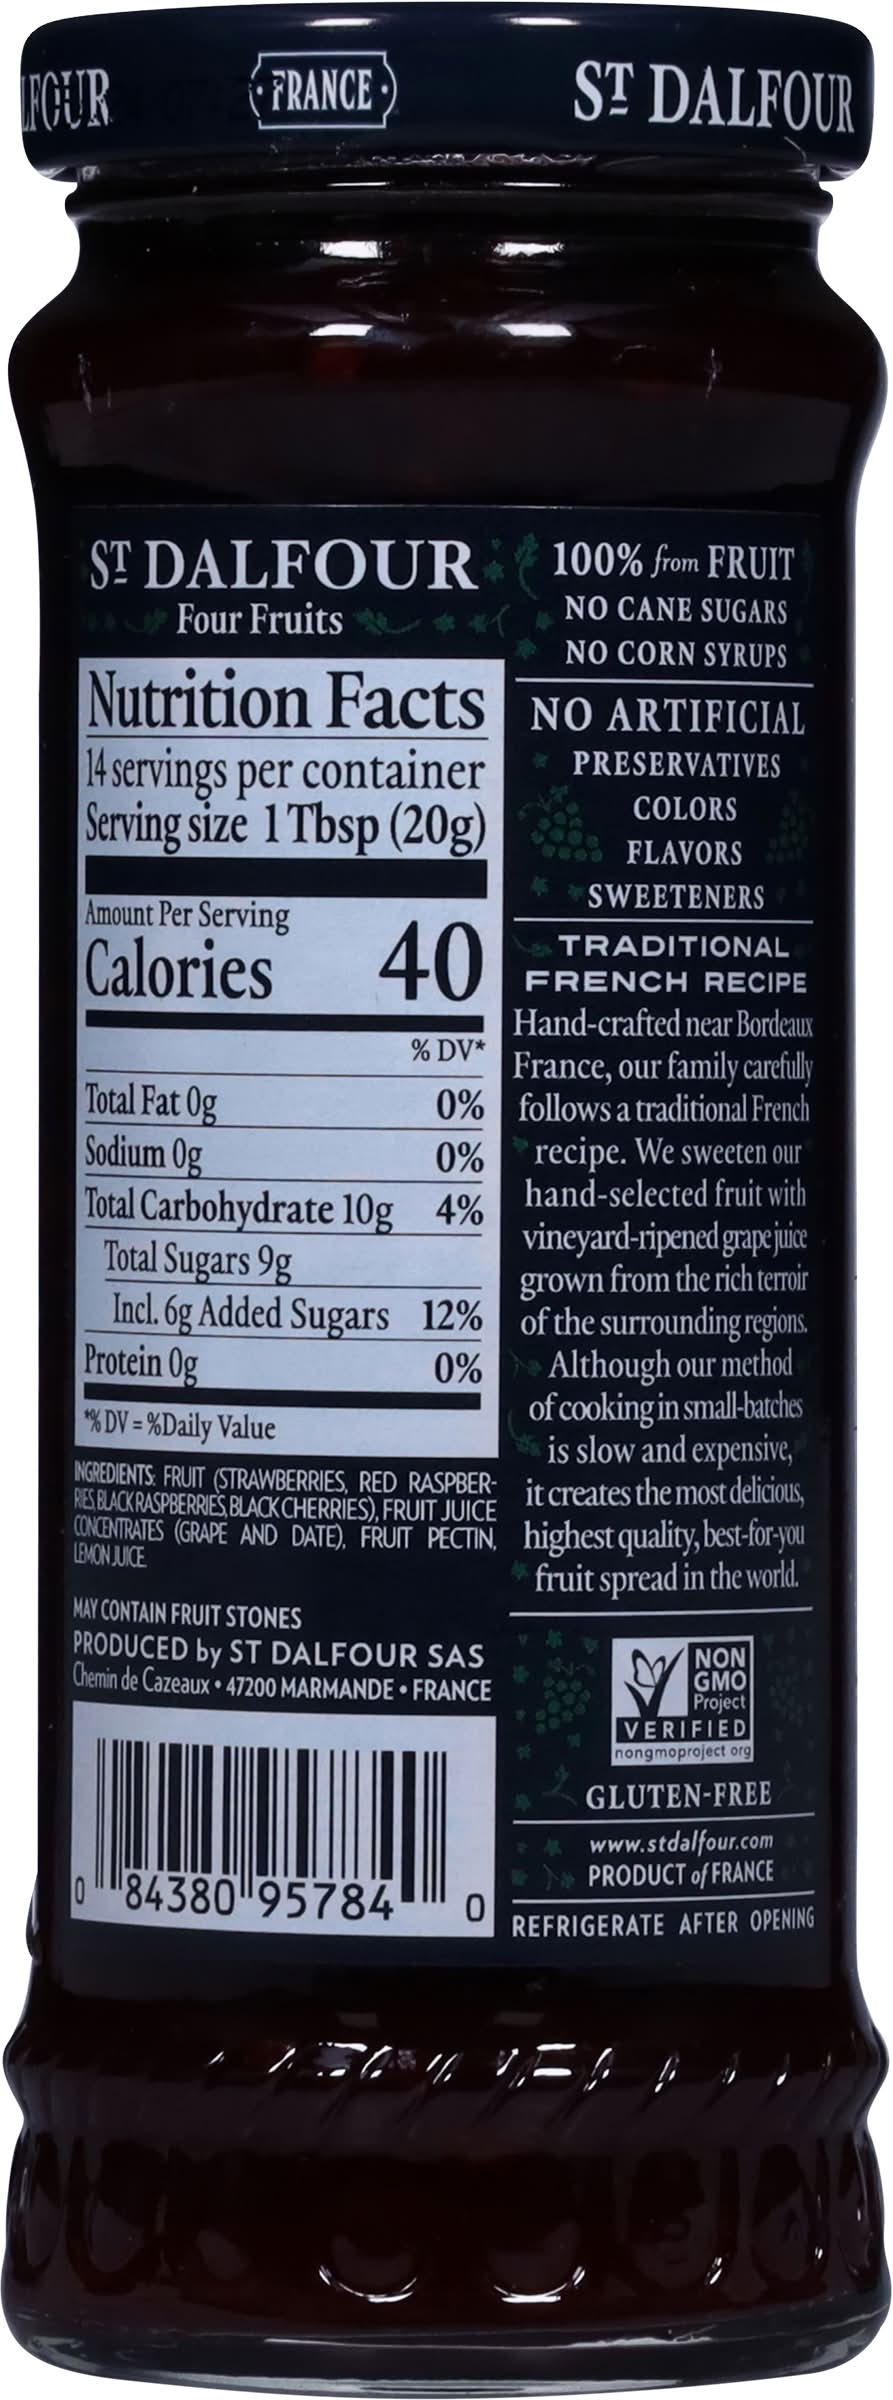 LFOUR
FRANCE
ST DALFOUR
ST DALFOUR
Four Fruits
Nutrition Facts
14 servings per container
Serving size 1 Tbsp (20g)
Amount Per Serving
Calories 40
% DV*
Total Fat 0g 0%
Sodium 0g 0%
Total Carbohydrate 10g 4%
Total Sugars 9g
Incl. 6g Added Sugars 12%
Protein 0g 0%
*% DV = %Daily Value
INGREDIENTS: FRUIT (STRAWBERRIES, RED RASPBER-
RIES, BLACK RASPBERRIES, BLACK CHERRIES), FRUIT JUICE
CONCENTRATES (GRAPE AND DATE), FRUIT PECTIN,
LEMON JUICE.
MAY CONTAIN FRUIT STONES
PRODUCED by ST DALFOUR SAS
Chemin de Cazeaux • 47200 MARMANDE • FRANCE
0 84380 95784 0
100% from FRUIT
NO CANE SUGARS
NO CORN SYRUPS
NO ARTIFICIAL
PRESERVATIVES
COLORS
FLAVORS
SWEETENERS
TRADITIONAL
FRENCH RECIPE
Hand-crafted near Bordeaux
France, our family carefully
follows a traditional French
recipe. We sweeten our
hand-selected fruit with
vineyard-ripened grape juice
grown from the rich terroir
of the surrounding regions.
Although our method
of cooking in small-batches
is slow and expensive,
it creates the most delicious,
highest quality, best-for-you
fruit spread in the world.
NON
GMO
Project
VERIFIED
nongmoproject.org
GLUTEN-FREE
www.stdalfour.com
PRODUCT of FRANCE
REFRIGERATE AFTER OPENING